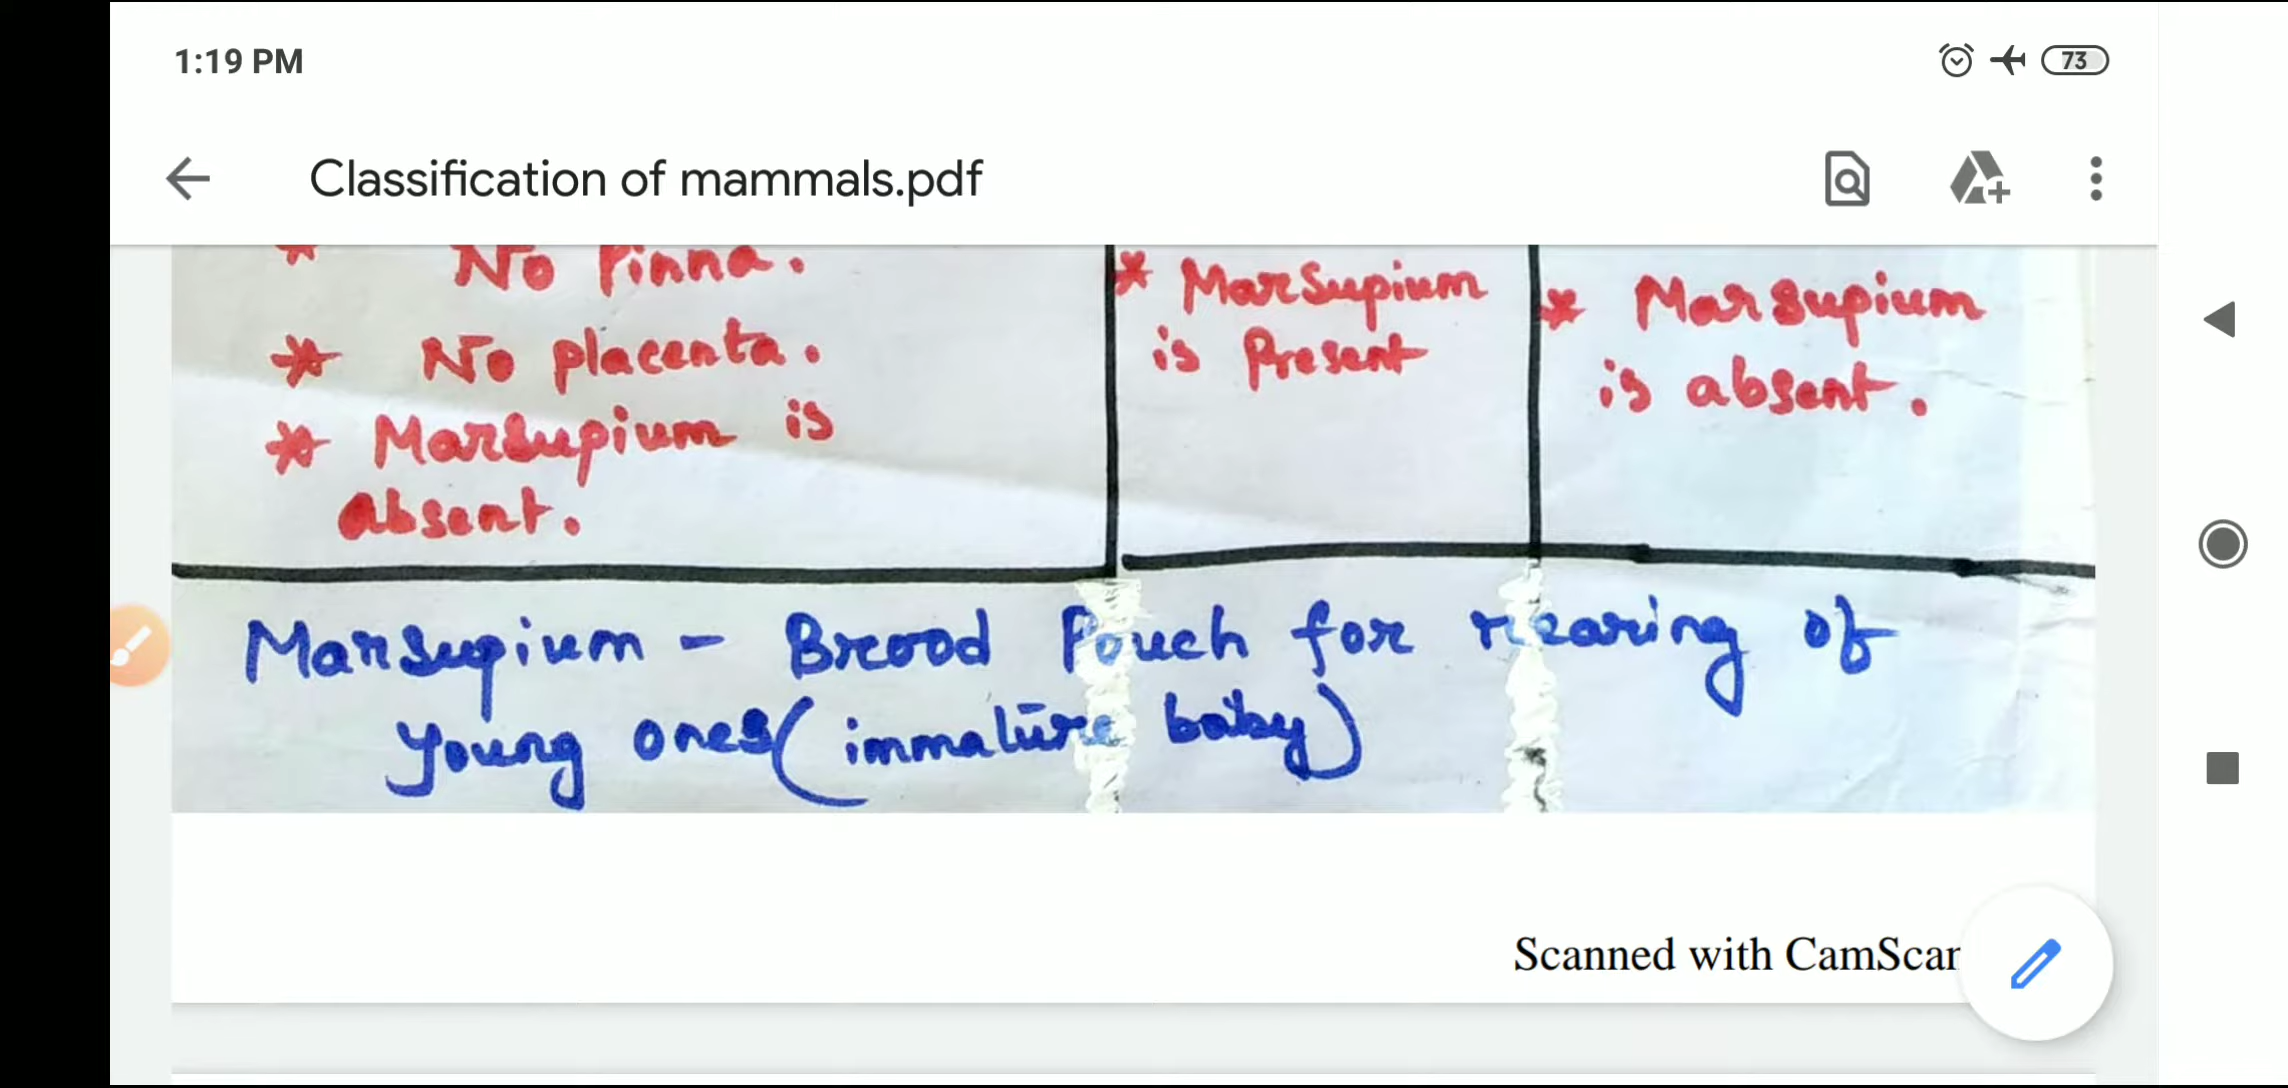 1:19 PM
73
Classification of mammals.pdf
* No Pinna.
* No placenta.
* Marsupium is
absent.
* Marsupium
is Present
* Marsupium
is absent.
Marsupium - Brood Pouch for rearing of
young ones (immature baby)
Scanned with CamScan